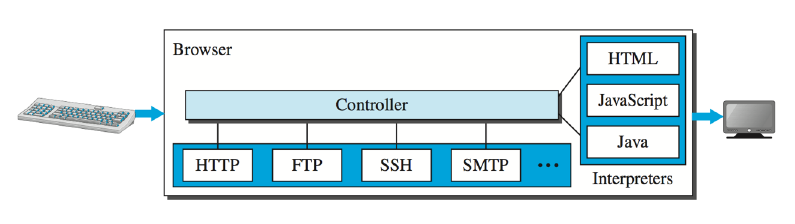 Browser
HTML
Controller
JavaScript
Java
HTTP FTP SSH SMTP ...
Interpreters